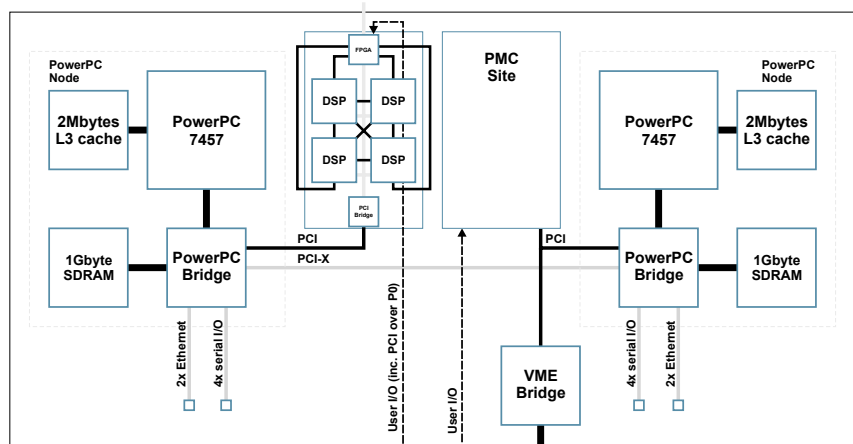 PowerPC
Node
2Mbytes
L3 cache
PowerPC
7457
FPGA
DSP
DSP
DSP
DSP
PCI
Bridge
PMC
Site
PowerPC
7457
PowerPC
Node
2Mbytes
L3 cache
1Gbyte
SDRAM
PowerPC
Bridge
PCI
PCI-X
PCI
PowerPC
Bridge
1Gbyte
SDRAM
2x Ethernet
4x serial I/O
User I/O (inc. PCI over P0)
User I/O
VME
Bridge
4x serial I/O
2x Ethernet